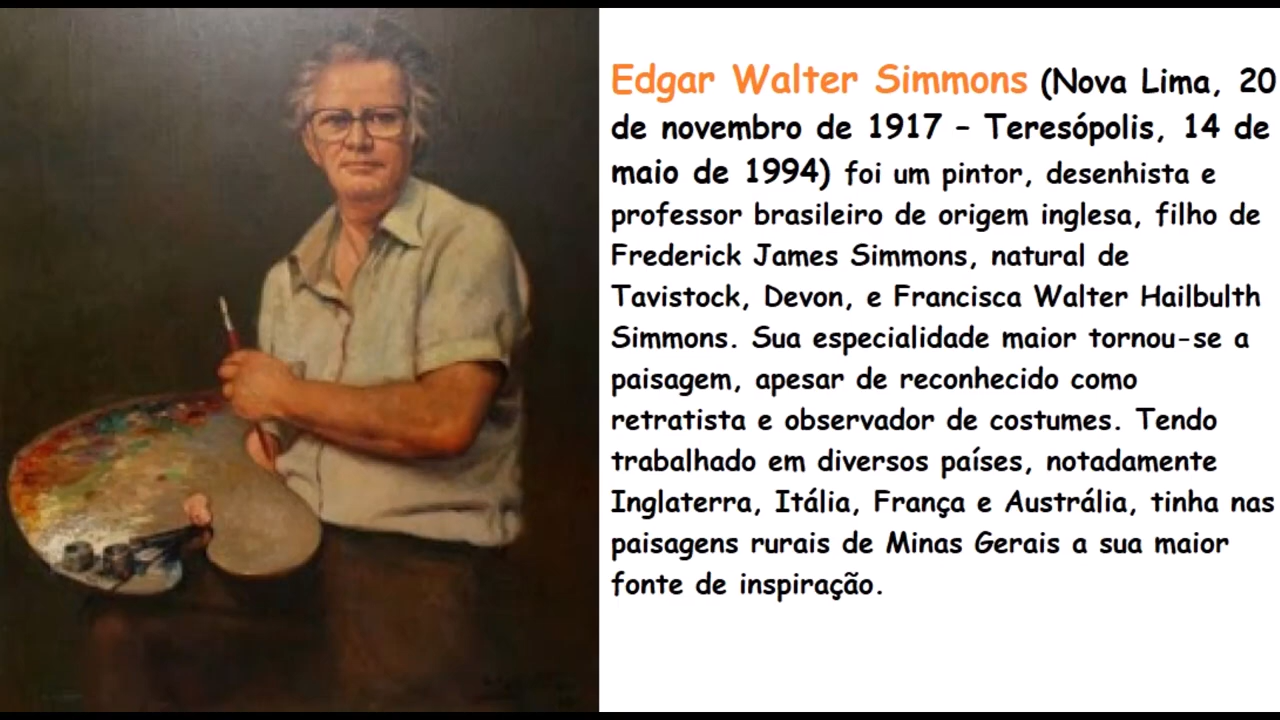 Edgar Walter Simmons (Nova Lima, 20
de novembro de 1917 – Teresópolis, 14 de
maio de 1994) foi um pintor, desenhista e
professor brasileiro de origem inglesa, filho de
Frederick James Simmons, natural de
Tavistock, Devon, e Francisca Walter Hailbulth
Simmons. Sua especialidade maior tornou-se a
paisagem, apesar de reconhecido como
retratista e observador de costumes. Tendo
trabalhado em diversos países, notadamente
Inglaterra, Itália, França e Austrália, tinha nas
paisagens rurais de Minas Gerais a sua maior
fonte de inspiração.